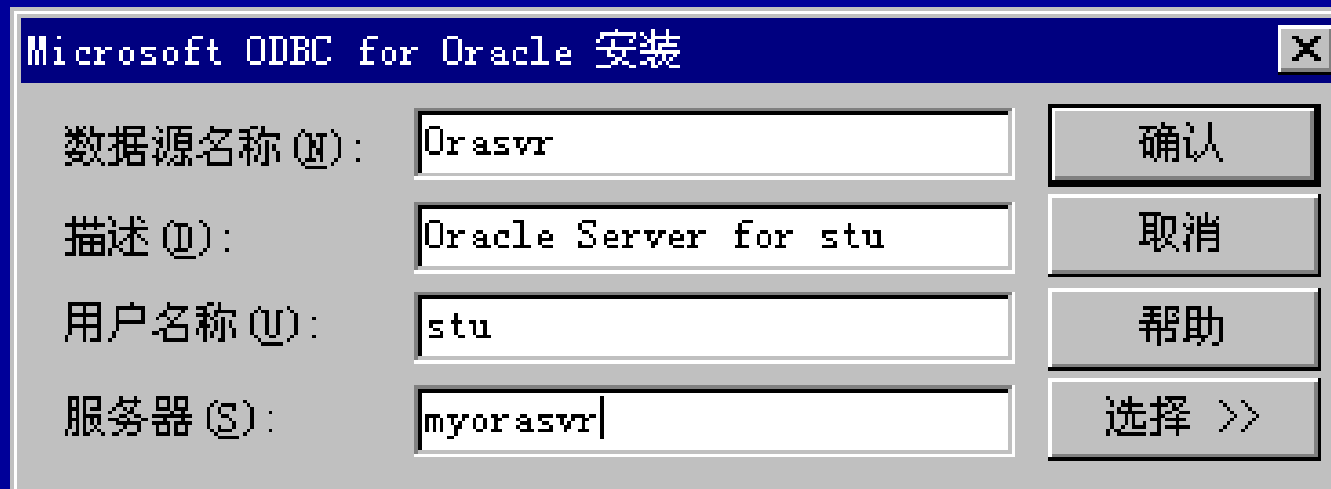 Microsoft ODBC for Oracle 安装
数据源名称(N): Orasvr 确认
描述(D): Oracle Server for stu 取消
用户名称(U): stu 帮助
服务器(S): myorasvr 选择 >>